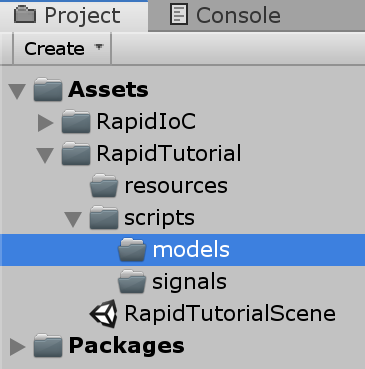 Project Console
Create
Assets
RapidIoC
RapidTutorial
resources
scripts
models
signals
RapidTutorialScene
Packages